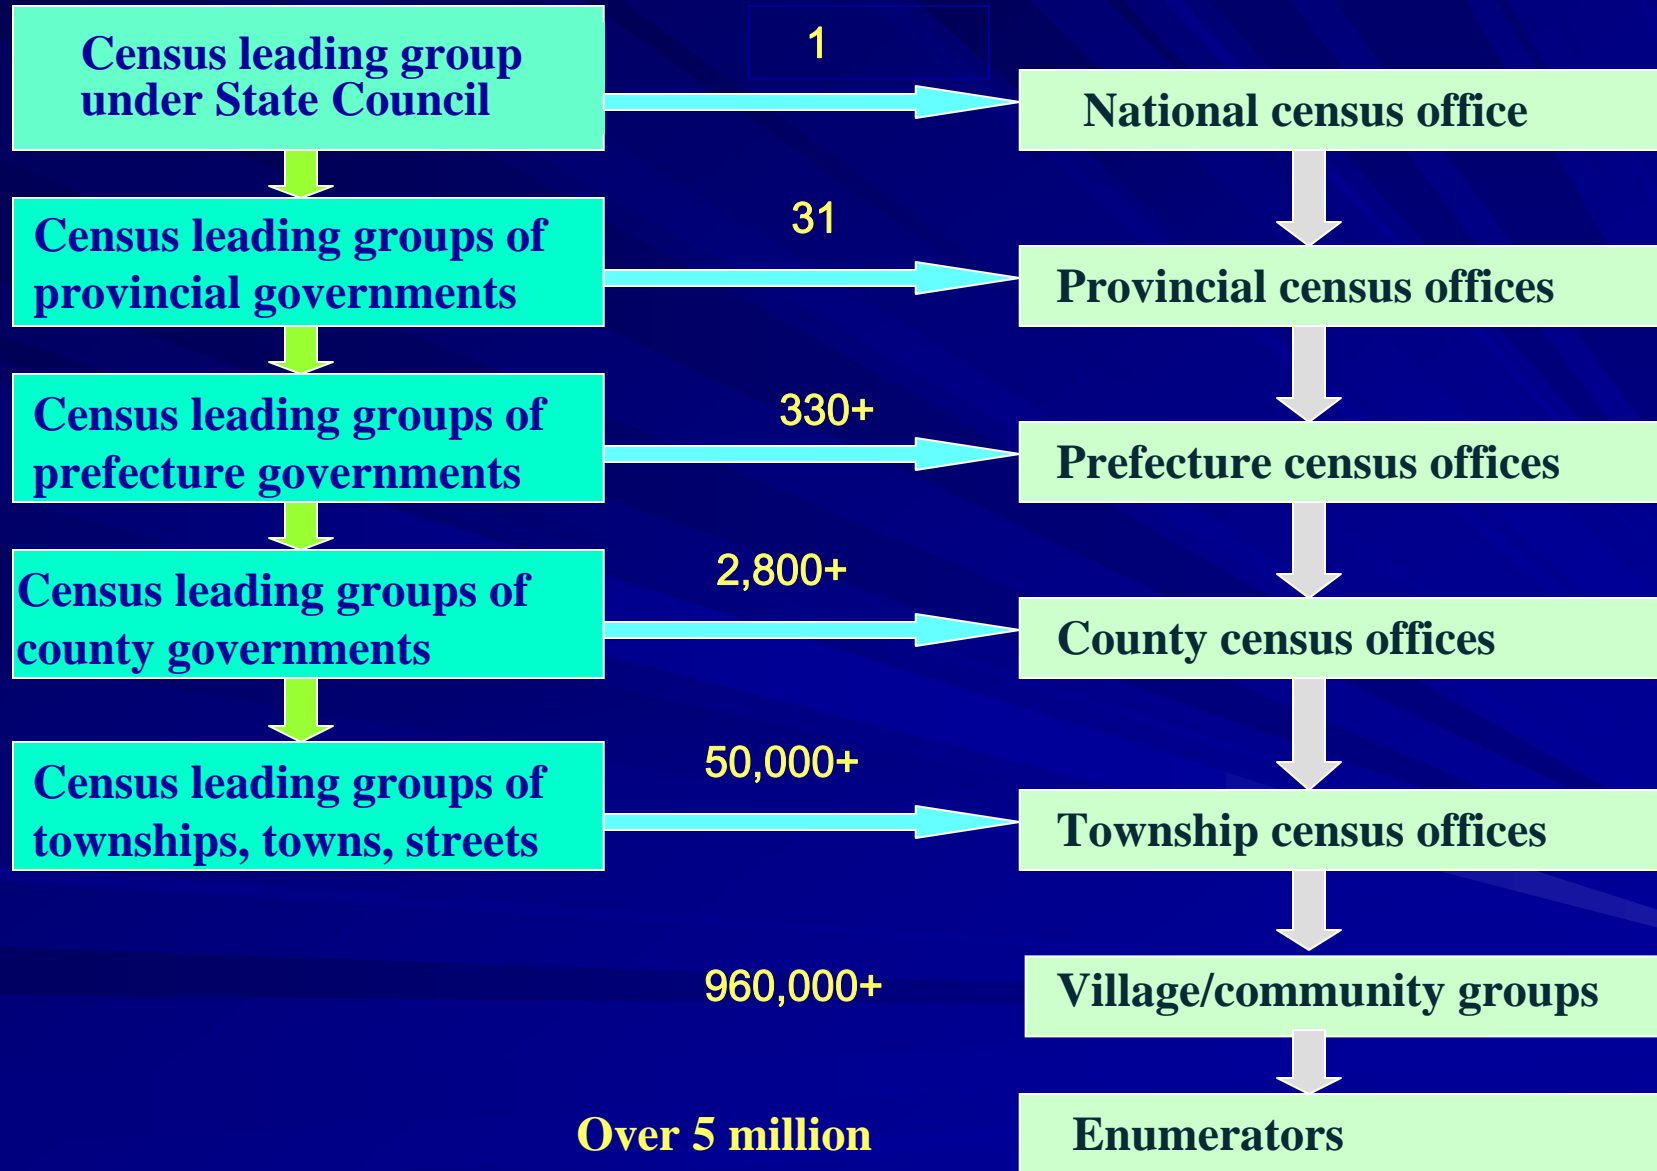 Census leading group
under State Council
1
National census office
Census leading groups of
provincial governments
31
Provincial census offices
Census leading groups of
prefecture governments
330+
Prefecture census offices
Census leading groups of
county governments
2,800+
County census offices
Census leading groups of
townships, towns, streets
50,000+
Township census offices
960,000+
Village/community groups
Over 5 million
Enumerators